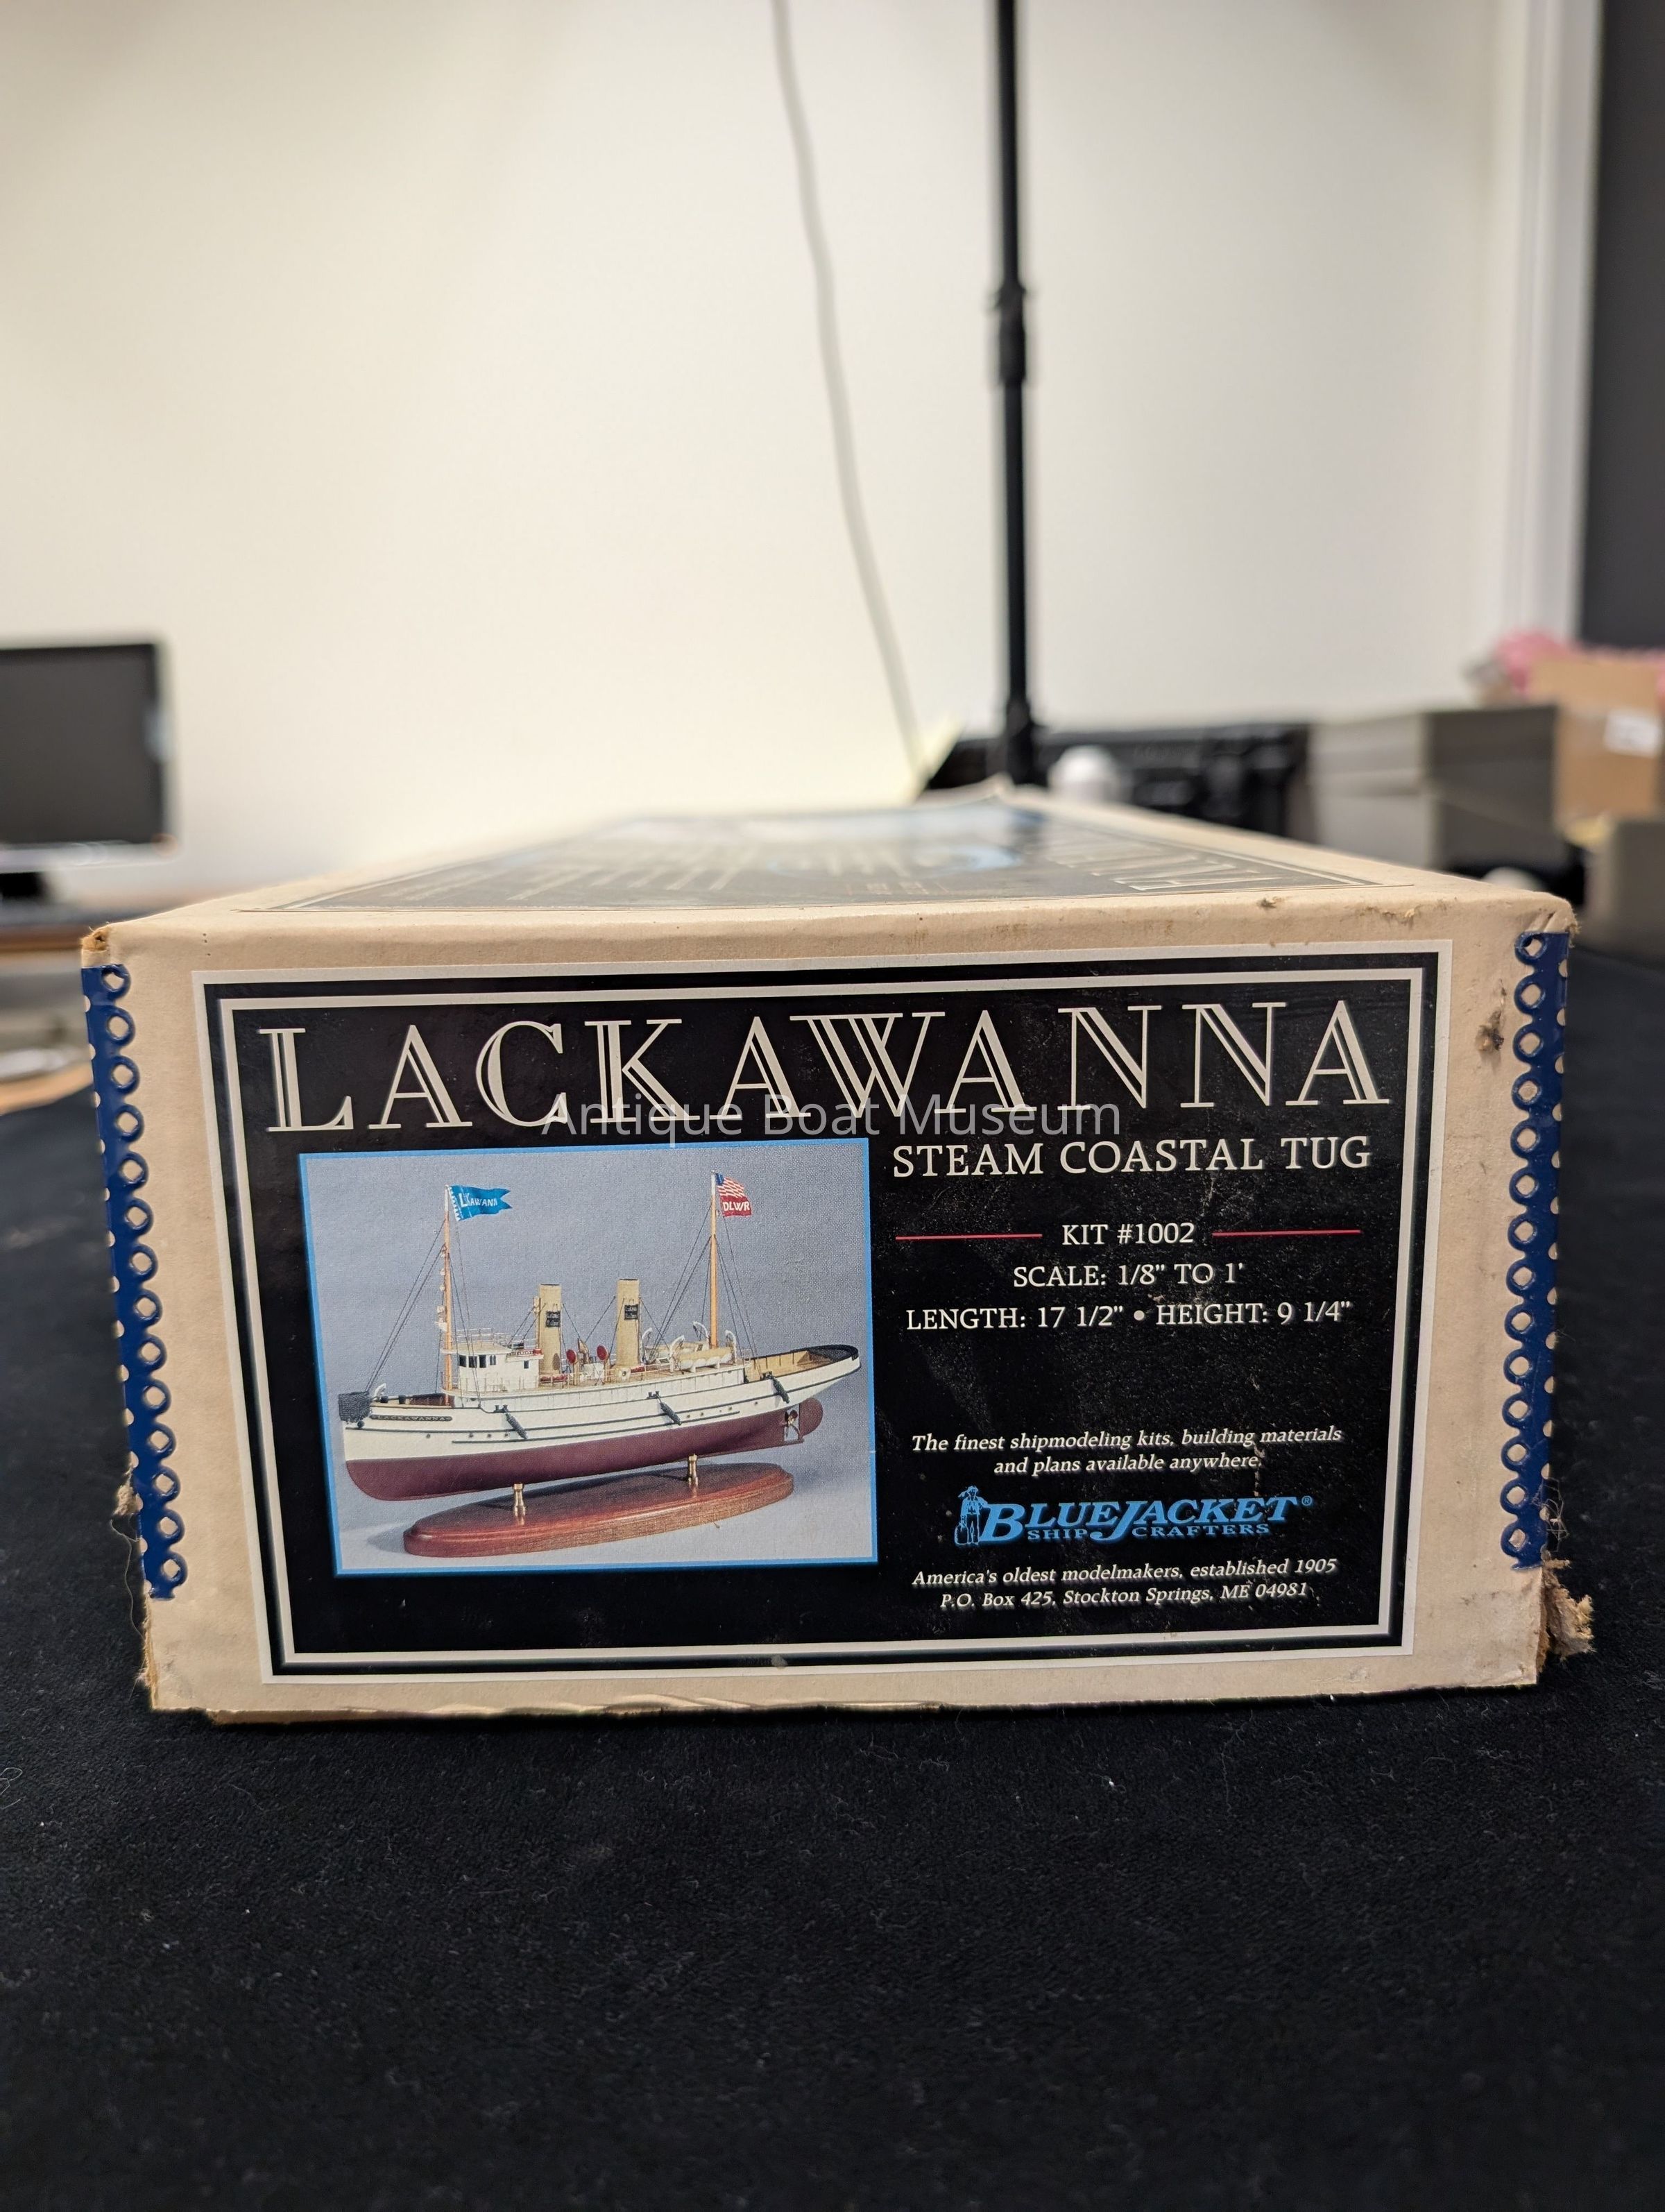 LACKAWANNA
Antique Boat Museum
STEAM COASTAL TUG
KIT #1002
SCALE: 1/8" TO 1'
LENGTH: 17 1/2" • HEIGHT: 9 1/4"
The finest shipmodeling kits, building materials
and plans available anywhere.
BLUEJACKET®
SHIP CRAFTERS
America's oldest modelmakers, established 1905
P.O. Box 425, Stockton Springs, ME 04981
DLWR